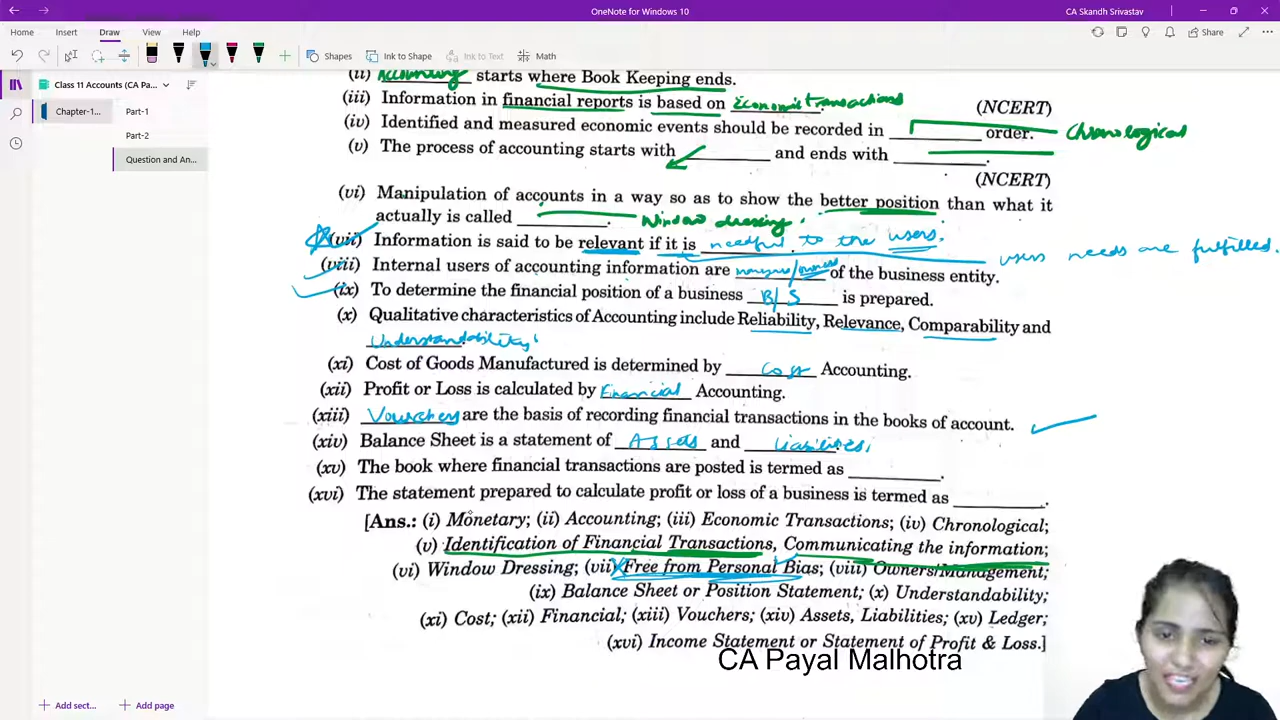 OneNote for Windows 10
CA Skandh Srivastav
Home Insert Draw View Help
Share
Shapes Ink to Shape Ink to Text Math
Class 11 Accounts (CA Pa...
Chapter-1...
Part-1
Part-2
Question and An...
(ii) Accounting starts where Book Keeping ends.
(iii) Information in financial reports is based on Economic transactions. (NCERT)
(iv) Identified and measured economic events should be recorded in ________ order. Chronological
(v) The process of accounting starts with ________ and ends with ________. (NCERT)
(vi) Manipulation of accounts in a way so as to show the better position than what it
actually is called ________. Window dressing.
(vii) Information is said to be relevant if it is needful to the users. users needs are fulfilled.
(viii) Internal users of accounting information are of the business entity.
(ix) To determine the financial position of a business B/S is prepared.
(x) Qualitative characteristics of Accounting include Reliability, Relevance, Comparability and
Understandability.
(xi) Cost of Goods Manufactured is determined by Cost Accounting.
(xii) Profit or Loss is calculated by Financial Accounting.
(xiii) Vouchers are the basis of recording financial transactions in the books of account.
(xiv) Balance Sheet is a statement of Assets and liabilities.
(xv) The book where financial transactions are posted is termed as ________.
(xvi) The statement prepared to calculate profit or loss of a business is termed as ________.
[Ans.: (i) Monetary; (ii) Accounting; (iii) Economic Transactions; (iv) Chronological;
(v) Identification of Financial Transactions, Communicating the information;
(vi) Window Dressing; (vii) Free from Personal Bias; (viii) Owners/Management;
(ix) Balance Sheet or Position Statement; (x) Understandability;
(xi) Cost; (xii) Financial; (xiii) Vouchers; (xiv) Assets, Liabilities; (xv) Ledger;
(xvi) Income Statement or Statement of Profit & Loss.]
CA Payal Malhotra
Add sect... Add page